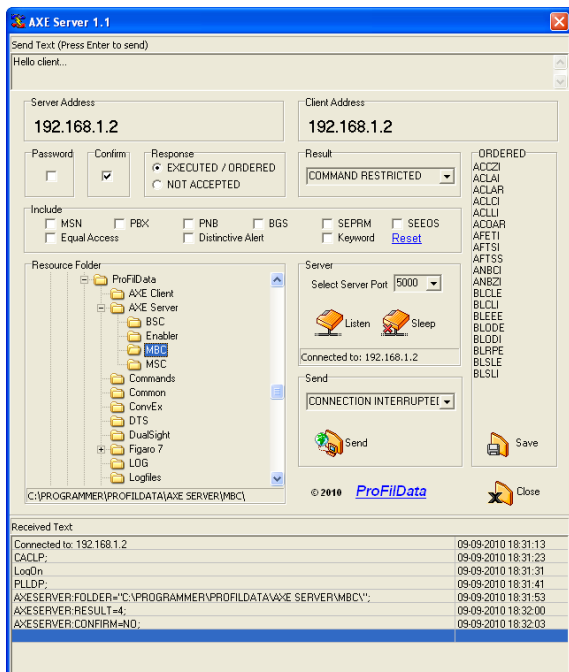 AXE Server 1.1
Send Text (Press Enter to send)
Hello client...
Server Address
192.168.1.2
Client Address
192.168.1.2
Password
Confirm
Response
EXECUTED / ORDERED
NOT ACCEPTED
Result
COMMAND RESTRICTED
ORDERED
ACCZI
ACLAI
ACLAR
ACLCI
ACLLI
ACOAR
AFETI
AFTSI
AFTSS
ANBCI
ANBZI
BLCLE
BLCLI
BLEEE
BLODE
BLODI
BLRPE
BLSLE
BLSLI
Include
MSN
PBX
PNB
BGS
SEPRM
SEEOS
Equal Access
Distinctive Alert
Keyword
Reset
Resource Folder
ProFilData
AXE Client
AXE Server
BSC
Enabler
MBC
MSC
Commands
Common
ConvEx
DTS
DualSight
Figaro 7
LOG
Logfiles
C:\PROGRAMMER\PROFILDATA\AXE SERVER\MBC\
Server
Select Server Port
5000
Listen
Sleep
Connected to: 192.168.1.2
Send
CONNECTION INTERRUPTE
Send
Save
© 2010 ProFilData
Close
Received Text
Connected to: 192.168.1.2 09-09-2010 18:31:13
CACLP; 09-09-2010 18:31:23
LogOn 09-09-2010 18:31:31
PLLDP; 09-09-2010 18:31:41
AXESERVER:FOLDER="C:\PROGRAMMER\PROFILDATA\AXE SERVER\MBC\"; 09-09-2010 18:31:53
AXESERVER:RESULT=4; 09-09-2010 18:32:00
AXESERVER:CONFIRM=NO; 09-09-2010 18:32:03